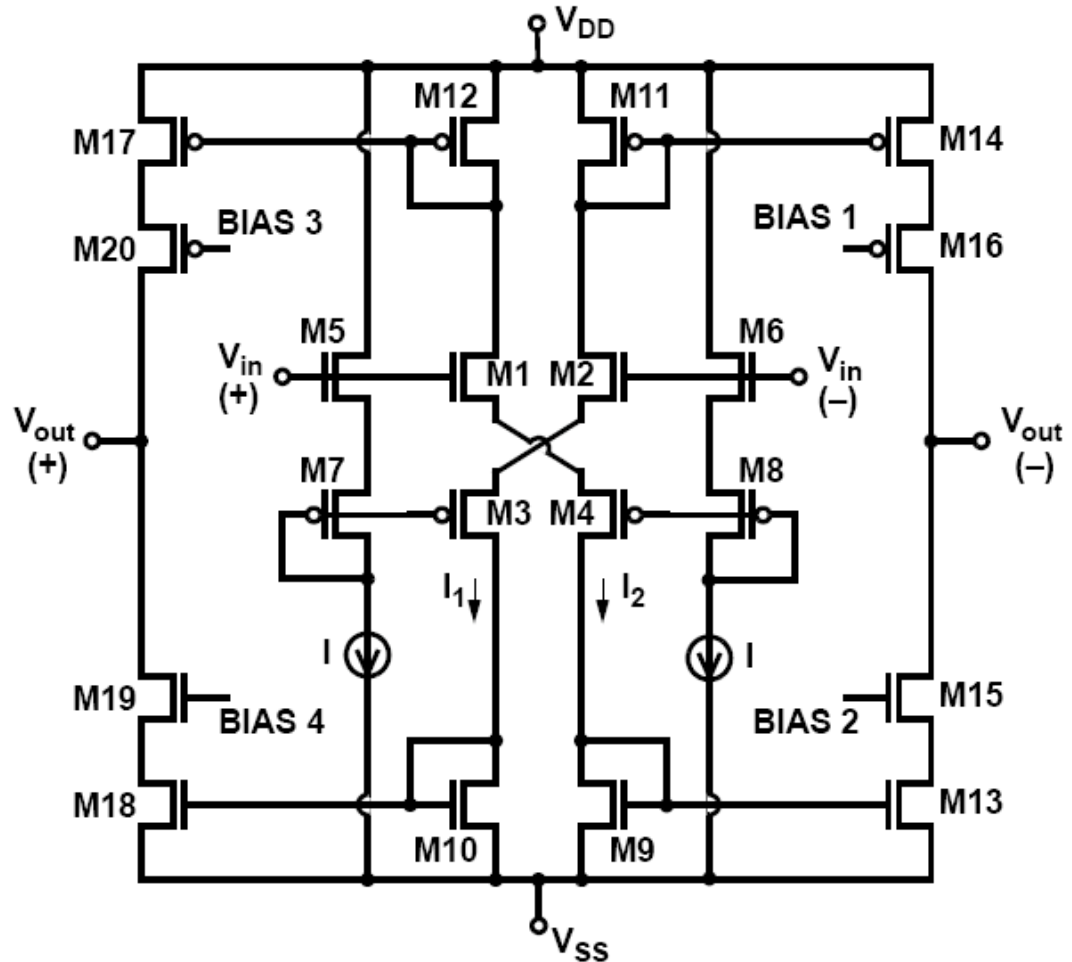 VDD
M12
M11
M17
M14
BIAS 3
BIAS 1
M20
M16
M5
M6
Vin
(+)
M1
M2
Vin
(–)
Vout
(+)
Vout
(–)
M7
M8
M3
M4
I1
I2
I
I
M19
M15
BIAS 4
BIAS 2
M18
M13
M10
M9
VSS